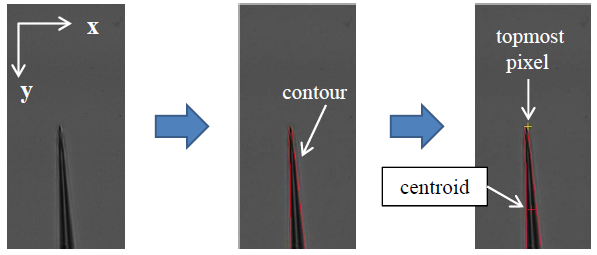 x
y
contour
topmost
pixel
centroid